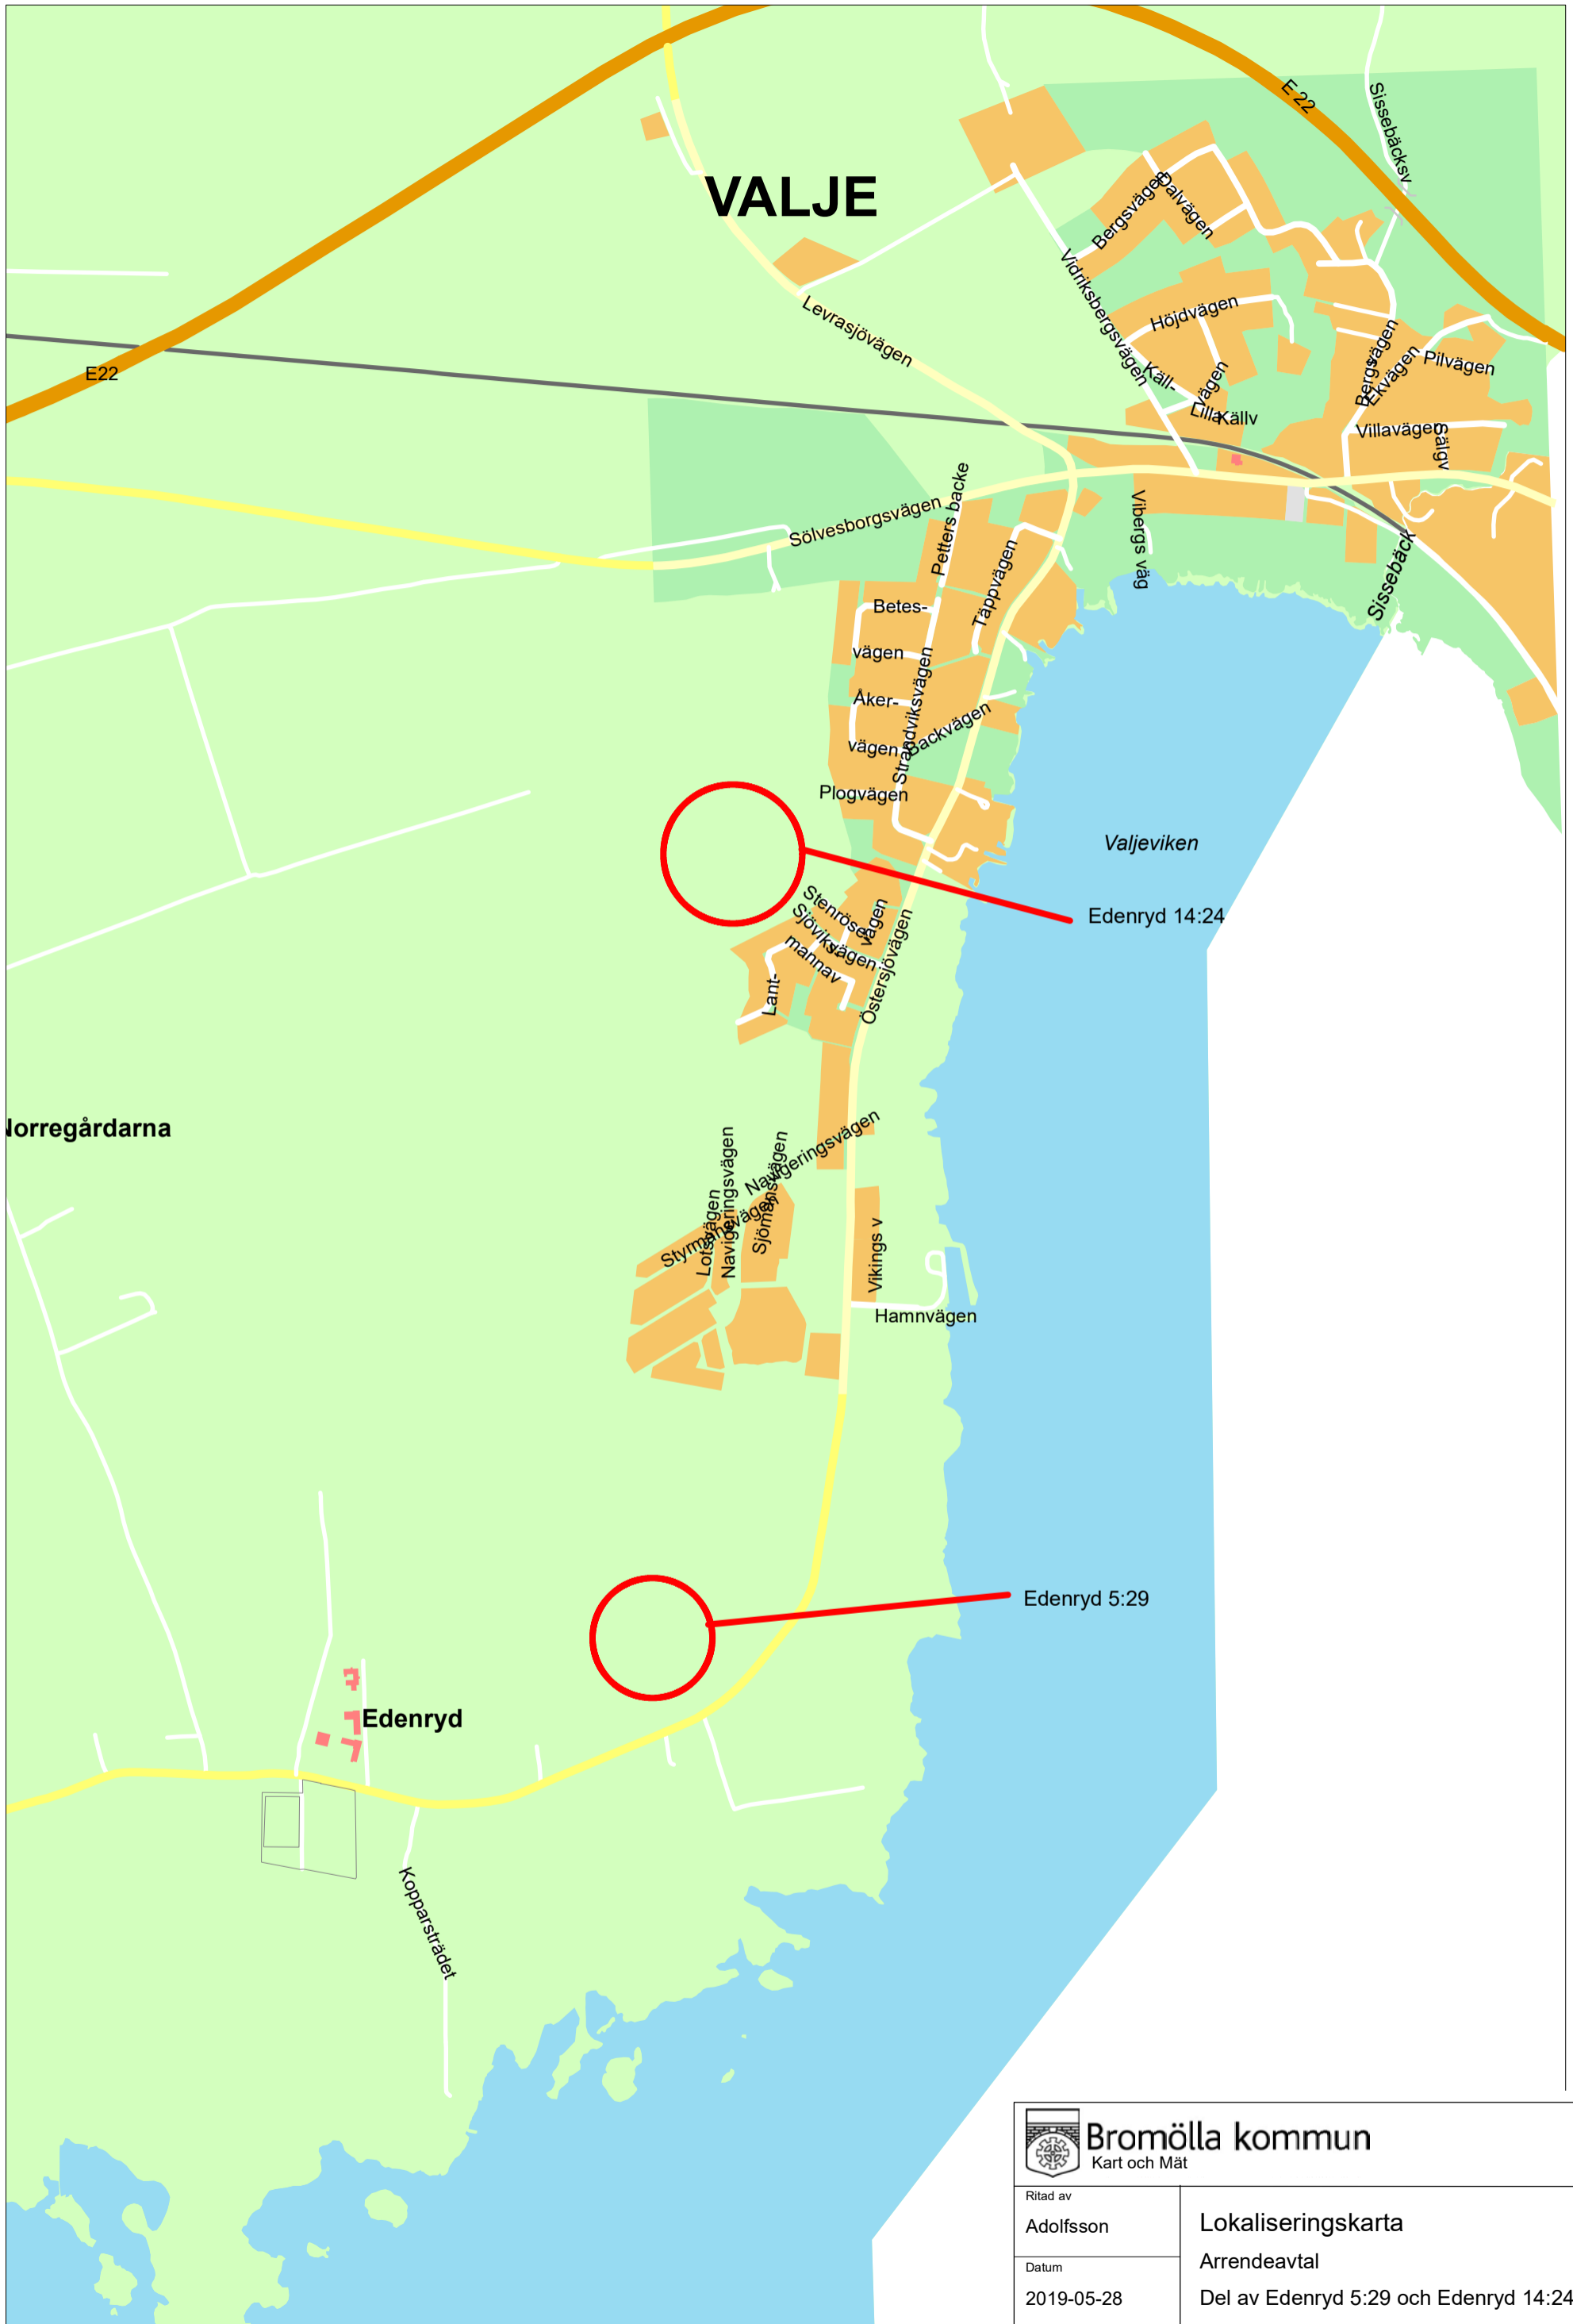 E 22
Sissebäcksv
VALJE
Bergsvägen
Dalvägen
Vidriksbergsvägen
Levrasjövägen
Höjdvägen
E22
Käll-
vägen
Lilla
Källv
Bergsvägen
Ekvägen
Pilvägen
Villavägen
Sälgv
Sölvesborgsvägen
Petters backe
Täppvägen
Vibergs väg
Sissebäck
Betes-
vägen
Åker-
vägen
Strandviksvägen
Backvägen
Plogvägen
Valjeviken
Edenryd 14:24
Stenröse-
vägen
Sjöviks-
vägen
Lant-
mannav
Östersjövägen
Norregårdarna
Navigeringsvägen
Navigeringsvägen
Sjömansvägen
Lotsvägen
Styrmansvägen
Vikings v
Hamnvägen
Edenryd 5:29
Edenryd
Kopparsträdet
Bromölla kommun
Kart och Mät
Ritad av
Adolfsson
Lokaliseringskarta
Arrendeavtal
Datum
2019-05-28
Del av Edenryd 5:29 och Edenryd 14:24